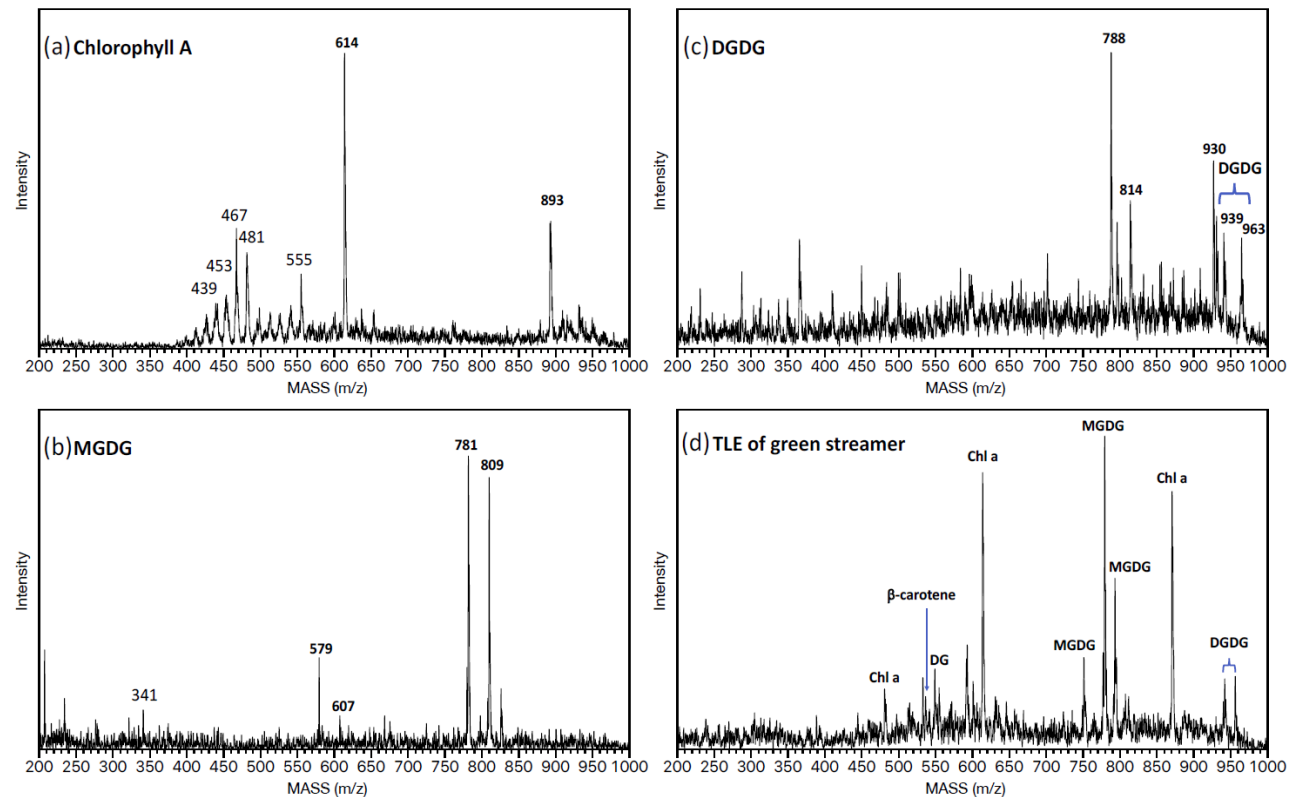 (a) Chlorophyll A
614
893
467
481
453
439
555
Intensity
200 250 300 350 400 450 500 550 600 650 700 750 800 850 900 950 1000
MASS (m/z)
(c) DGDG
788
930
DGDG
814
939
963
Intensity
200 250 300 350 400 450 500 550 600 650 700 750 800 850 900 950 1000
MASS (m/z)
(b) MGDG
781
809
579
607
341
Intensity
200 250 300 350 400 450 500 550 600 650 700 750 800 850 900 950 1000
MASS (m/z)
(d) TLE of green streamer
MGDG
Chl a
Chl a
MGDG
β-carotene
MGDG
DG
DGDG
Chl a
Intensity
200 250 300 350 400 450 500 550 600 650 700 750 800 850 900 950 1000
MASS (m/z)